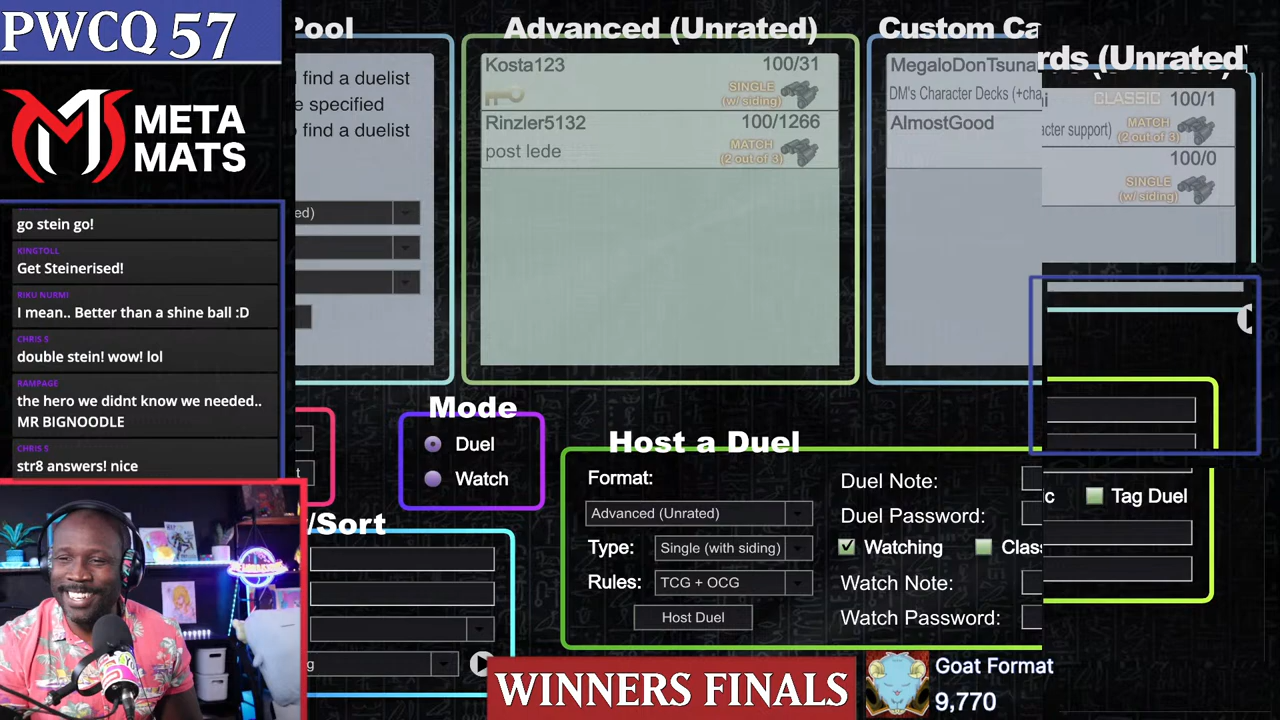 PWCQ 57
META
MATS
go stein go!
KINGTOLL
Get Steinerised!
RIKU NURMI
I mean.. Better than a shine ball :D
CHRIS S
double stein! wow! lol
RAMPAGE
the hero we didnt know we needed..
MR BIGNOODLE
CHRIS S
str8 answers! nice
Pool
find a duelist
e specified
o find a duelist
ed)
Advanced (Unrated)
Kosta123 100/31
SINGLE
(w/ siding)
Rinzler5132 100/1266
post lede
MATCH
(2 out of 3)
Custom Ca
MegaloDonTsuna
DM's Character Decks (+cha
AlmostGood
rds (Unrated)
CLASSIC 100/1
acter support)
MATCH
(2 out of 3)
100/0
SINGLE
(w/ siding)
Mode
Duel
Watch
/Sort
g
Host a Duel
Format:
Advanced (Unrated)
Type: Single (with siding)
Rules: TCG + OCG
Host Duel
Duel Note:
Duel Password:
Watching Clas
Watch Note:
Watch Password:
c Tag Duel
WINNERS FINALS
Goat Format
9,770